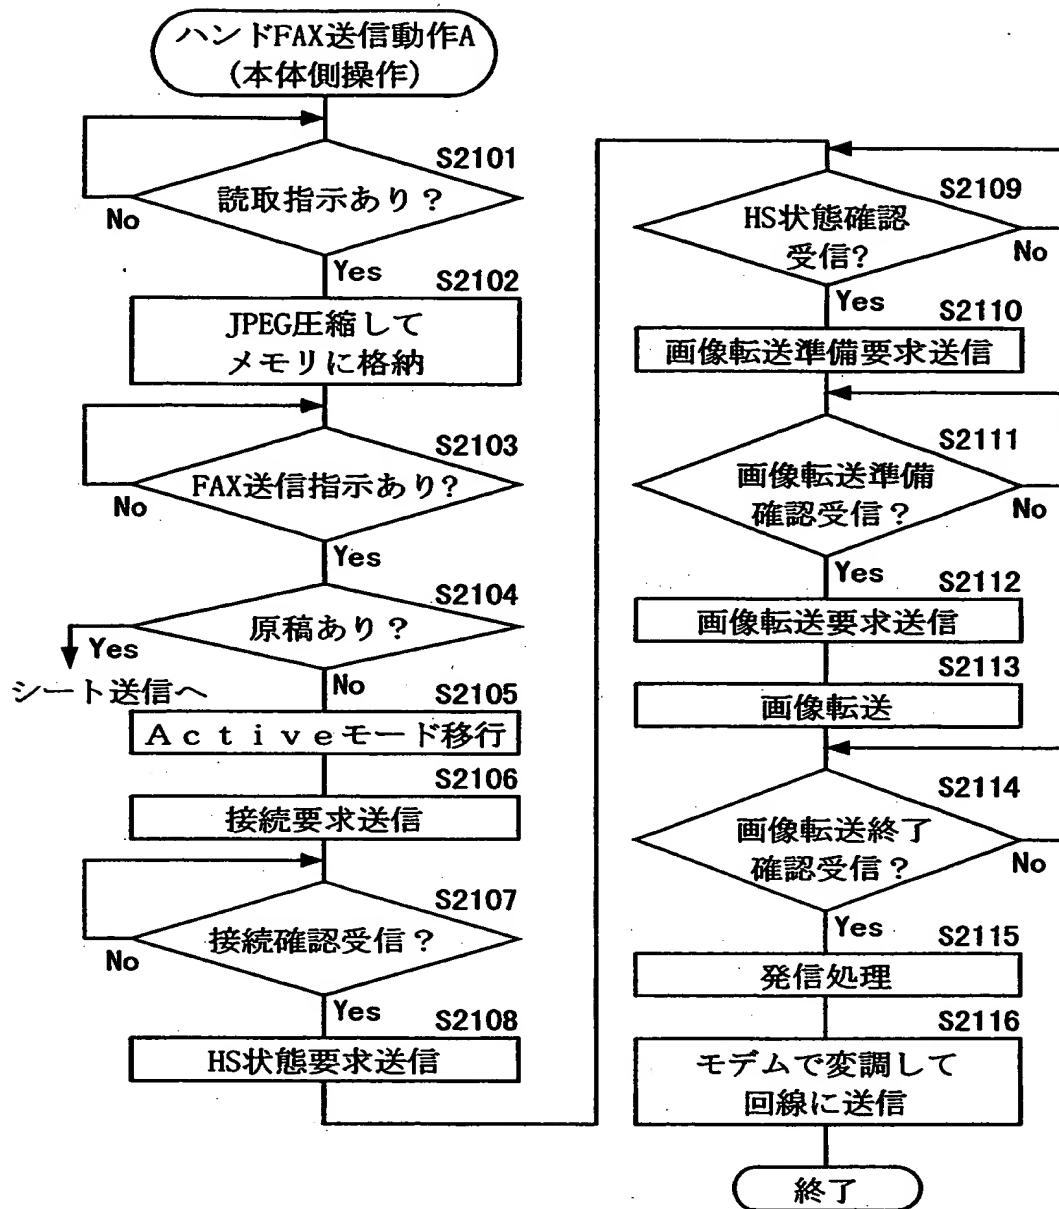 ハンドFAX送信動作A
(本体側操作)
S2101
読取指示あり?
No
Yes
S2102
JPEG圧縮して
メモリに格納
S2103
FAX送信指示あり?
No
Yes
S2104
原稿あり?
Yes
シート送信へ
No
S2105
Activeモード移行
S2106
接続要求送信
S2107
接続確認受信?
No
Yes
S2108
HS状態要求送信
S2109
HS状態確認
受信?
No
Yes
S2110
画像転送準備要求送信
S2111
画像転送準備
確認受信?
No
Yes
S2112
画像転送要求送信
S2113
画像転送
S2114
画像転送終了
確認受信?
No
Yes
S2115
発信処理
S2116
モデムで変調して
回線に送信
終了